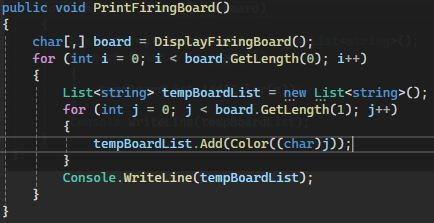 public void PrintFiringBoard()
{
    char[,] board = DisplayFiringBoard();
    for (int i = 0; i < board.GetLength(0); i++)
    {
        List<string> tempBoardList = new List<string>();
        for (int j = 0; j < board.GetLength(1); j++)
        {
            tempBoardList.Add(Color((char)j));
        }
        Console.WriteLine(tempBoardList);
    }
}